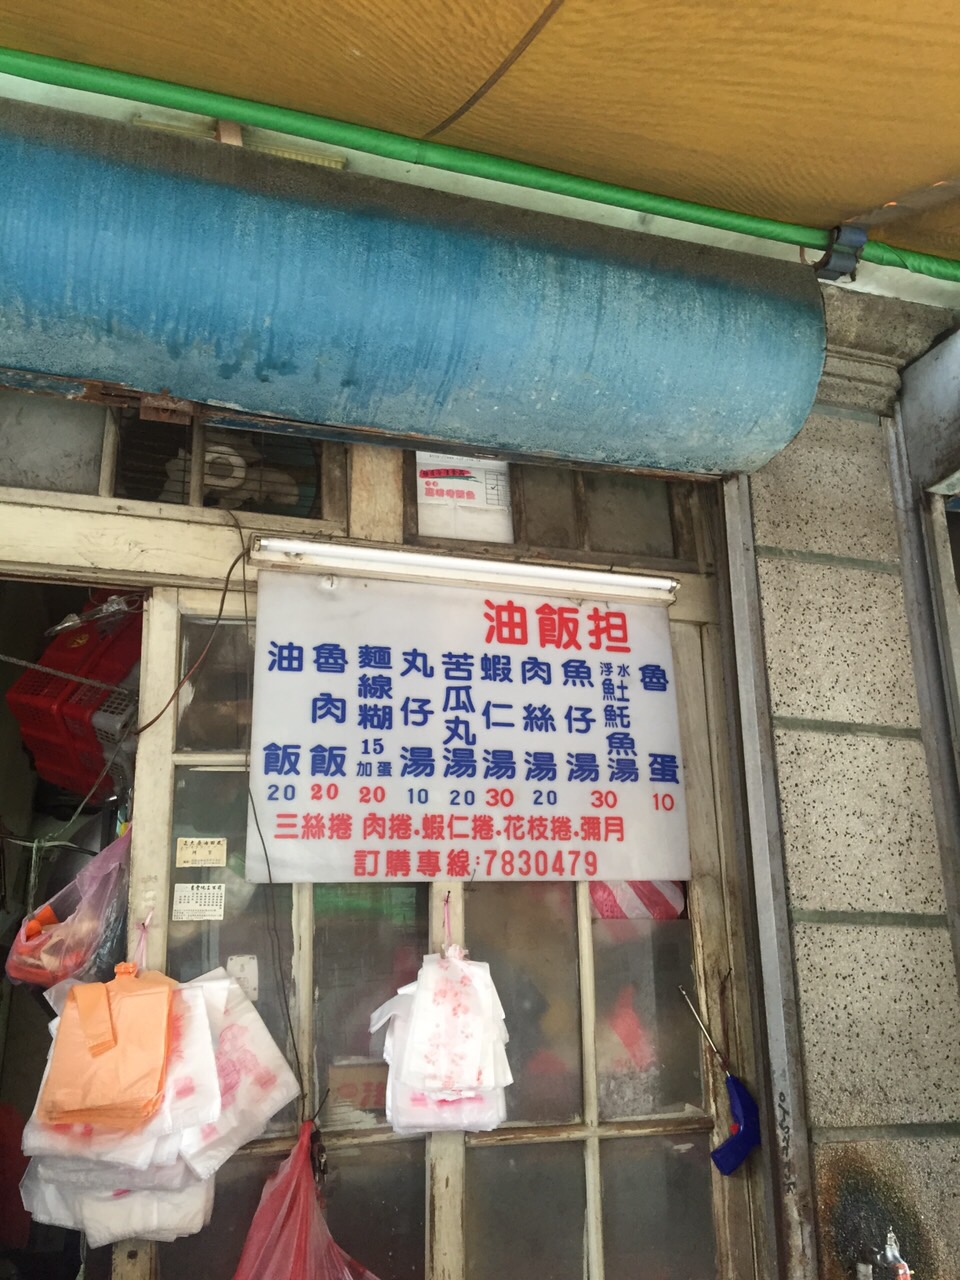 油飯担
油飯 20
魯肉飯 20
麵線糊 15 加蛋 20
丸仔湯 10
苦瓜丸湯 20
蝦仁湯 30
肉絲湯 20
魚仔湯
浮水魠魚湯 30
魯蛋 10
三絲捲 肉捲·蝦仁捲·花枝捲·彌月
訂購專線:7830479